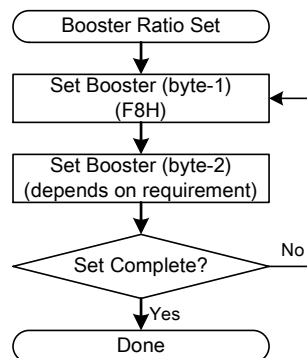 Booster Ratio Set
Set Booster (byte-1)
(F8H)
Set Booster (byte-2)
(depends on requirement)
Set Complete?
No
Yes
Done